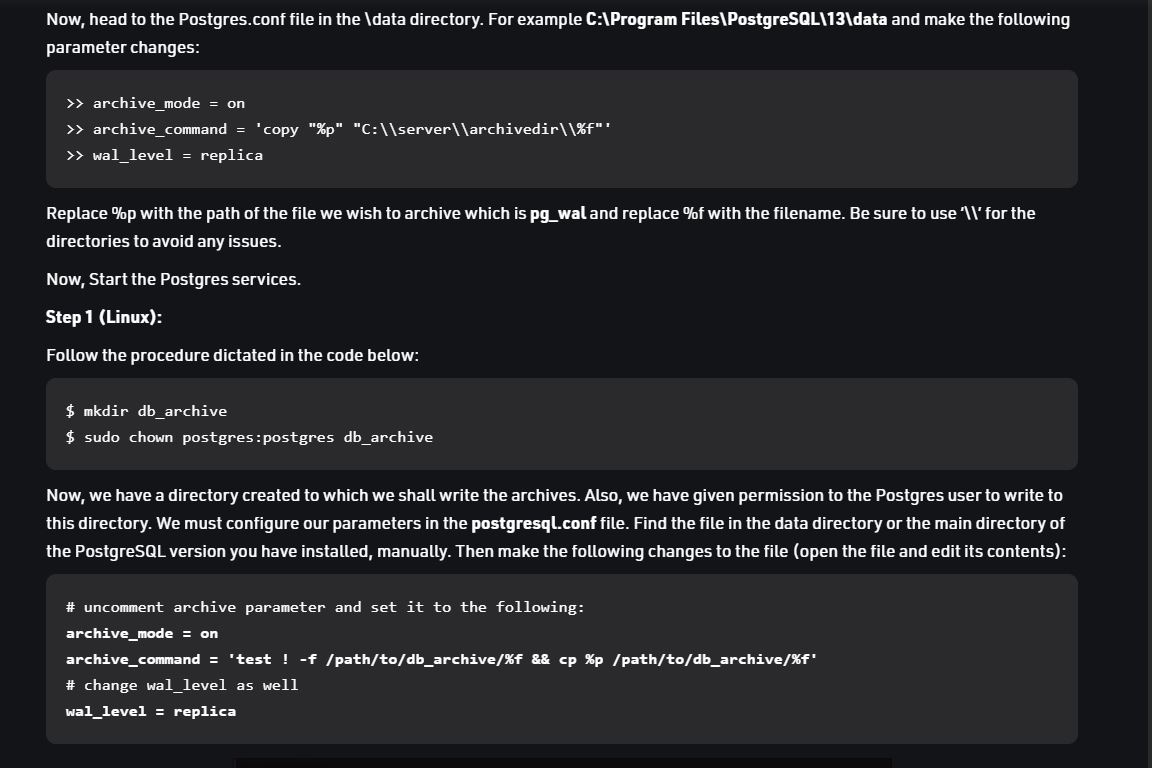 Now, head to the Postgres.conf file in the \data directory. For example C:\Program Files\PostgreSQL\13\data and make the following
parameter changes:
>> archive_mode = on
>> archive_command = 'copy "%p" "C:\\server\\archivedir\\%f"'
>> wal_level = replica
Replace %p with the path of the file we wish to archive which is pg_wal and replace %f with the filename. Be sure to use ‘\\’ for the
directories to avoid any issues.
Now, Start the Postgres services.
Step 1 (Linux):
Follow the procedure dictated in the code below:
$ mkdir db_archive
$ sudo chown postgres:postgres db_archive
Now, we have a directory created to which we shall write the archives. Also, we have given permission to the Postgres user to write to
this directory. We must configure our parameters in the postgresql.conf file. Find the file in the data directory or the main directory of
the PostgreSQL version you have installed, manually. Then make the following changes to the file (open the file and edit its contents):
# uncomment archive parameter and set it to the following:
archive_mode = on
archive_command = 'test ! -f /path/to/db_archive/%f && cp %p /path/to/db_archive/%f'
# change wal_level as well
wal_level = replica